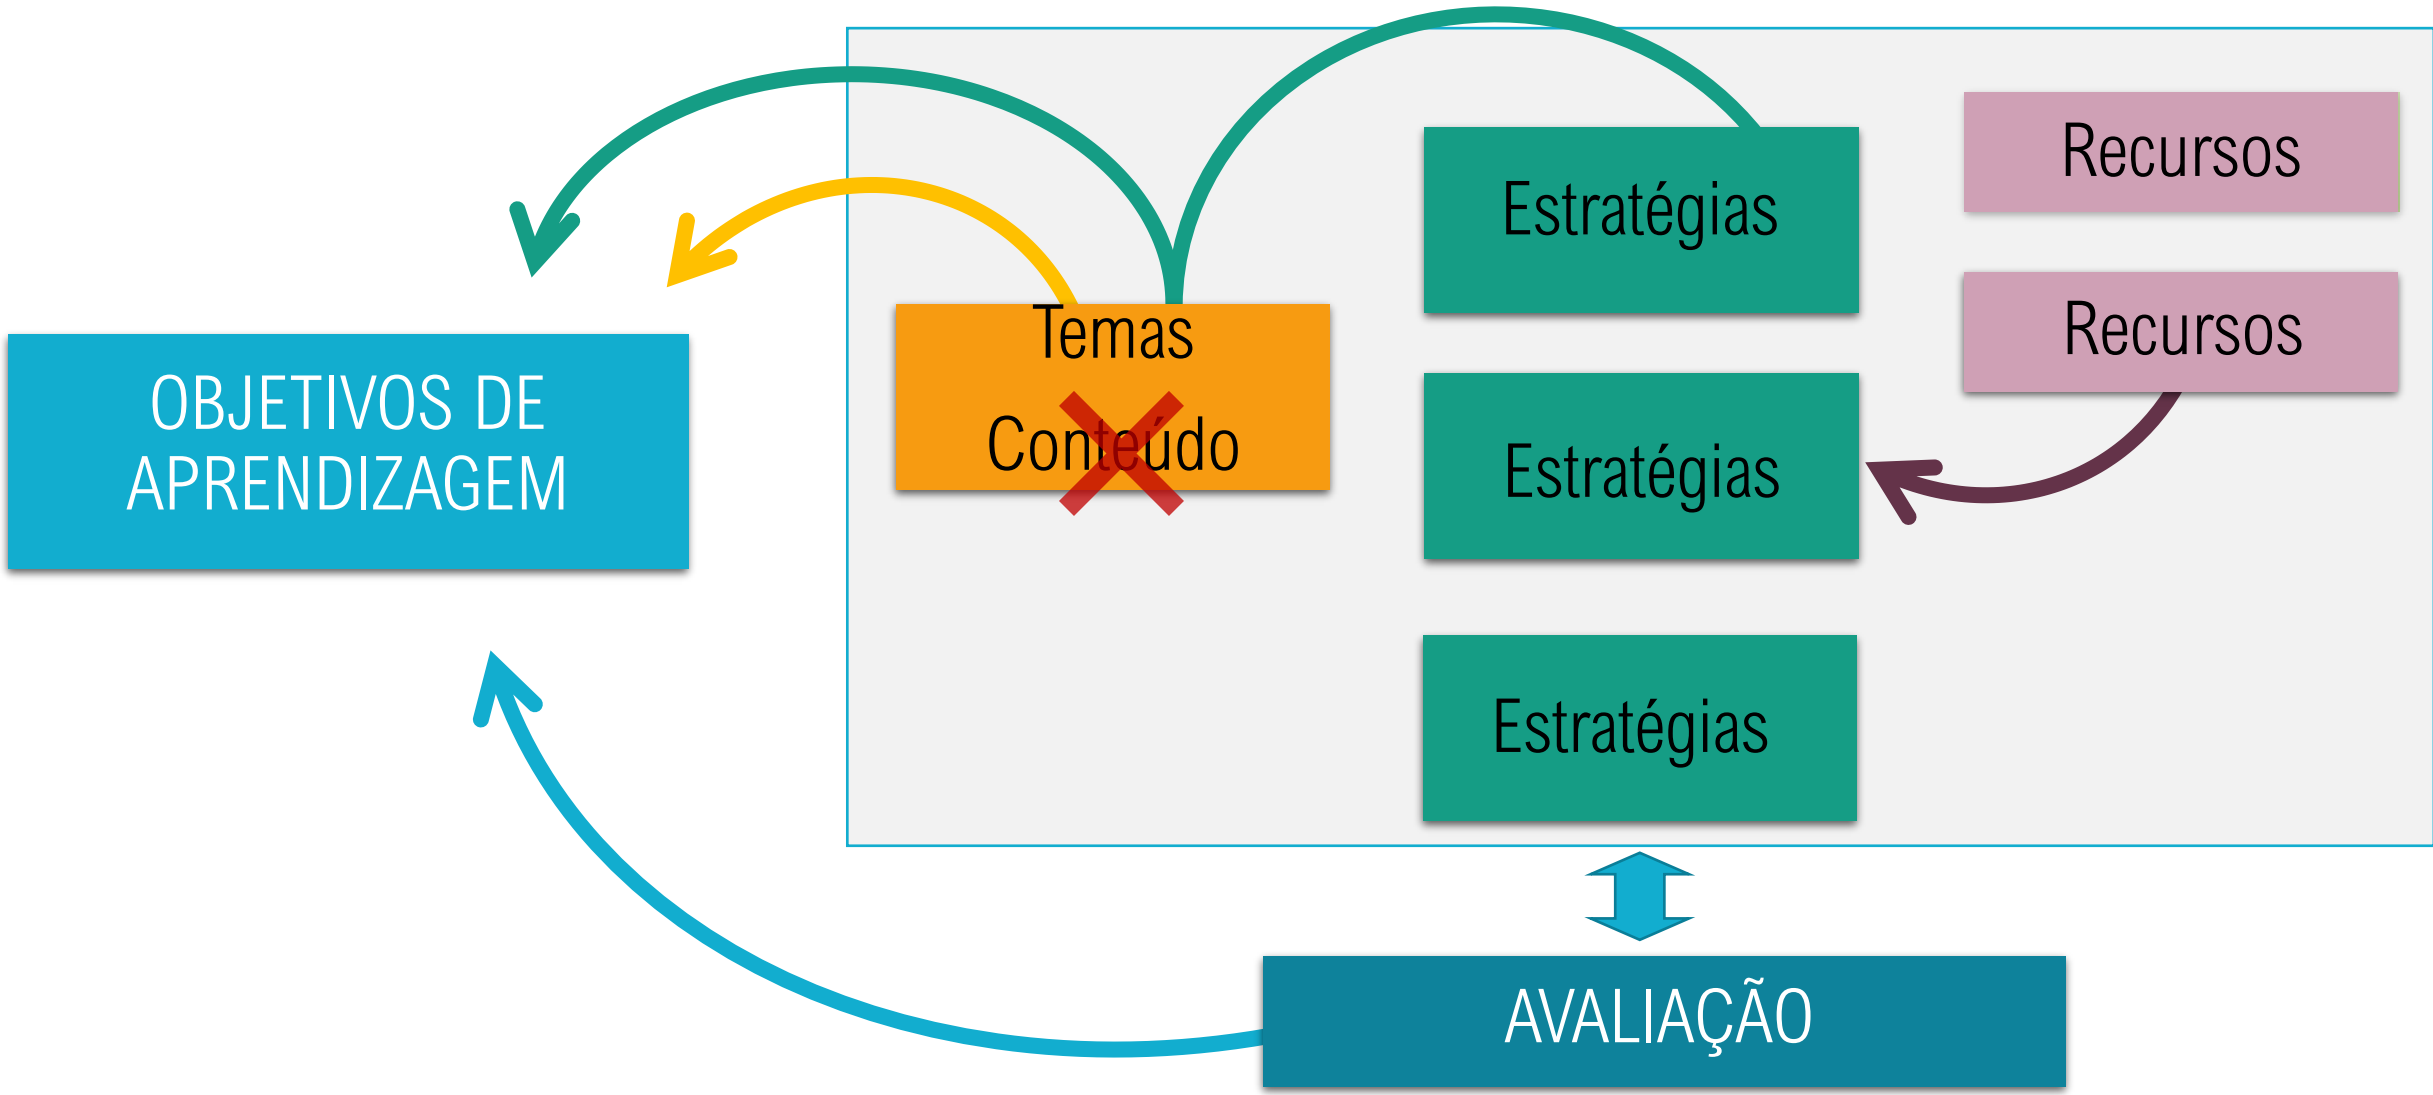 OBJETIVOS DE
APRENDIZAGEM
Temas
Conteúdo
Estratégias
Estratégias
Estratégias
Recursos
Recursos
AVALIAÇÃO